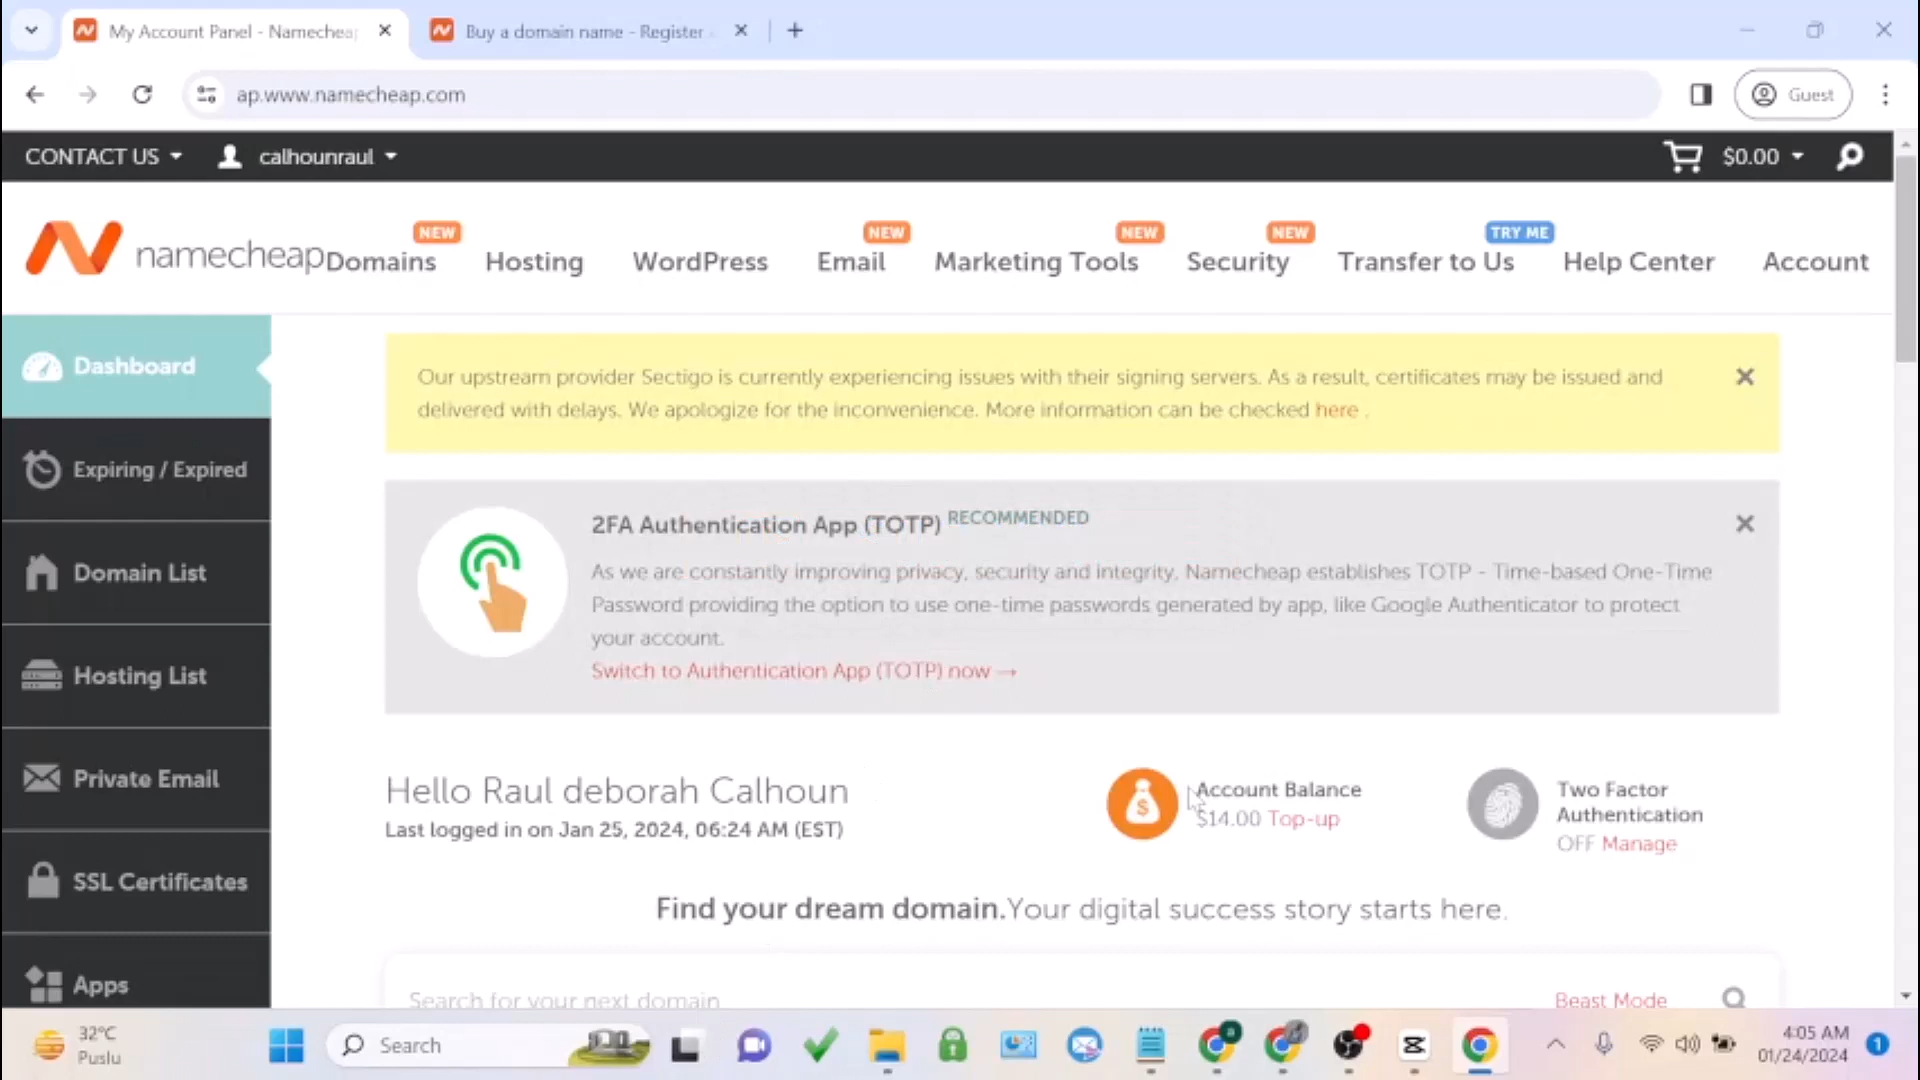 My Account Panel - Namecheap
Buy a domain name - Register
ap.www.namecheap.com
Guest
CONTACT US
calhounraul
$0.00
namecheap
NEW
Domains
Hosting
WordPress
NEW
Email
NEW
Marketing Tools
NEW
Security
TRY ME
Transfer to Us
Help Center
Account
Dashboard
Expiring / Expired
Domain List
Hosting List
Private Email
SSL Certificates
Apps
Our upstream provider Sectigo is currently experiencing issues with their signing servers. As a result, certificates may be issued and
delivered with delays. We apologize for the inconvenience. More information can be checked here .
2FA Authentication App (TOTP) RECOMMENDED
As we are constantly improving privacy, security and integrity, Namecheap establishes TOTP - Time-based One-Time
Password providing the option to use one-time passwords generated by app, like Google Authenticator to protect
your account.
Switch to Authentication App (TOTP) now →
Hello Raul deborah Calhoun
Last logged in on Jan 25, 2024, 06:24 AM (EST)
Account Balance
$14.00 Top-up
Two Factor
Authentication
OFF Manage
Find your dream domain.Your digital success story starts here.
Search for your next domain
Beast Mode
32°C
Puslu
Search
4:05 AM
01/24/2024
1